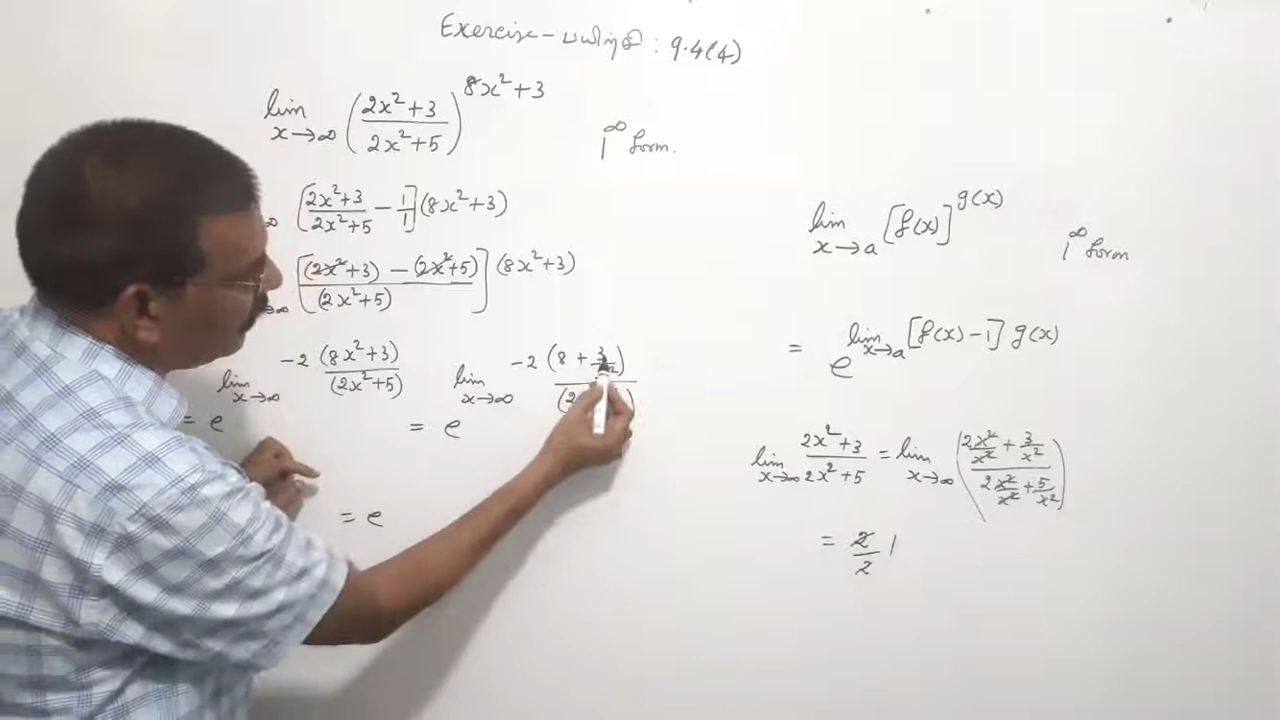 Exercise - பயிற்சி : 9.4(4)
lim x→∞ ((2x²+3)/(2x²+5))^(8x²+3)
1^∞ form.
∞ [(2x²+3)/(2x²+5) − 1/1](8x²+3)
∞ [((2x²+3) − (2x²+5))/(2x²+5)](8x²+3)
= e^(lim x→∞ −2 (8x²+3)/(2x²+5)) = e^(lim x→∞ −2 (8 + 3/)/(2 ))
= e
lim x→a [f(x)]^g(x) 1^∞ form
= e^(lim x→a [f(x)−1] g(x))
lim x→∞ (2x²+3)/(2x²+5) = lim x→∞ ((2x²/x² + 3/x²)/(2x²/x² + 5/x²))
= 2/2 1